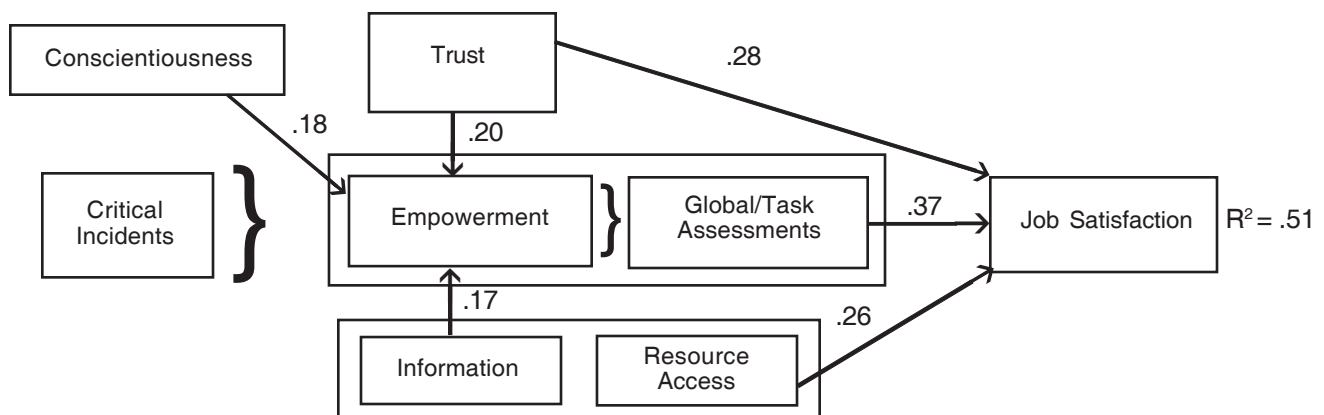 Conscientiousness
Trust
.28
.18
.20
Critical
Incidents
}
Empowerment
}
Global/Task
Assessments
.37
Job Satisfaction
R² = .51
.17
.26
Information
Resource
Access